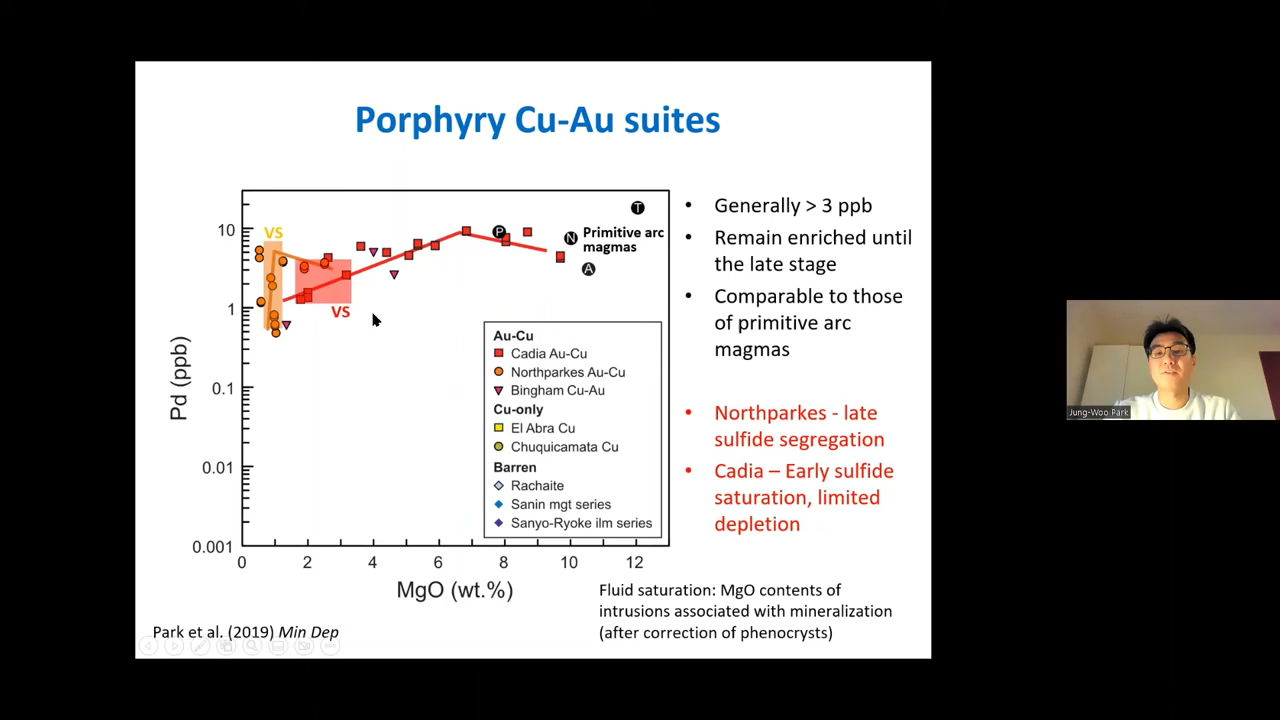 Porphyry Cu-Au suites
10
1
0.1
0.01
0.001
Pd (ppb)
0
2
4
6
8
10
12
MgO (wt.%)
VS
VS
T
P
N
A
Primitive arc
magmas
Au-Cu
Cadia Au-Cu
Northparkes Au-Cu
Bingham Cu-Au
Cu-only
El Abra Cu
Chuquicamata Cu
Barren
Rachaite
Sanin mgt series
Sanyo-Ryoke ilm series
• Generally > 3 ppb
• Remain enriched until
the late stage
• Comparable to those
of primitive arc
magmas
• Northparkes - late
sulfide segregation
• Cadia – Early sulfide
saturation, limited
depletion
Fluid saturation: MgO contents of
intrusions associated with mineralization
(after correction of phenocrysts)
Park et al. (2019) Min Dep
Jung-Woo Park